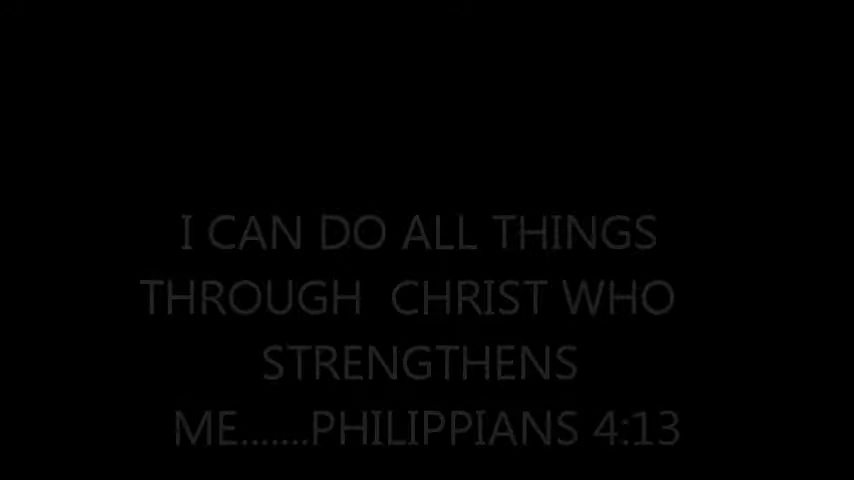 I CAN DO ALL THINGS
THROUGH  CHRIST WHO
STRENGTHENS
ME.......PHILIPPIANS 4:13